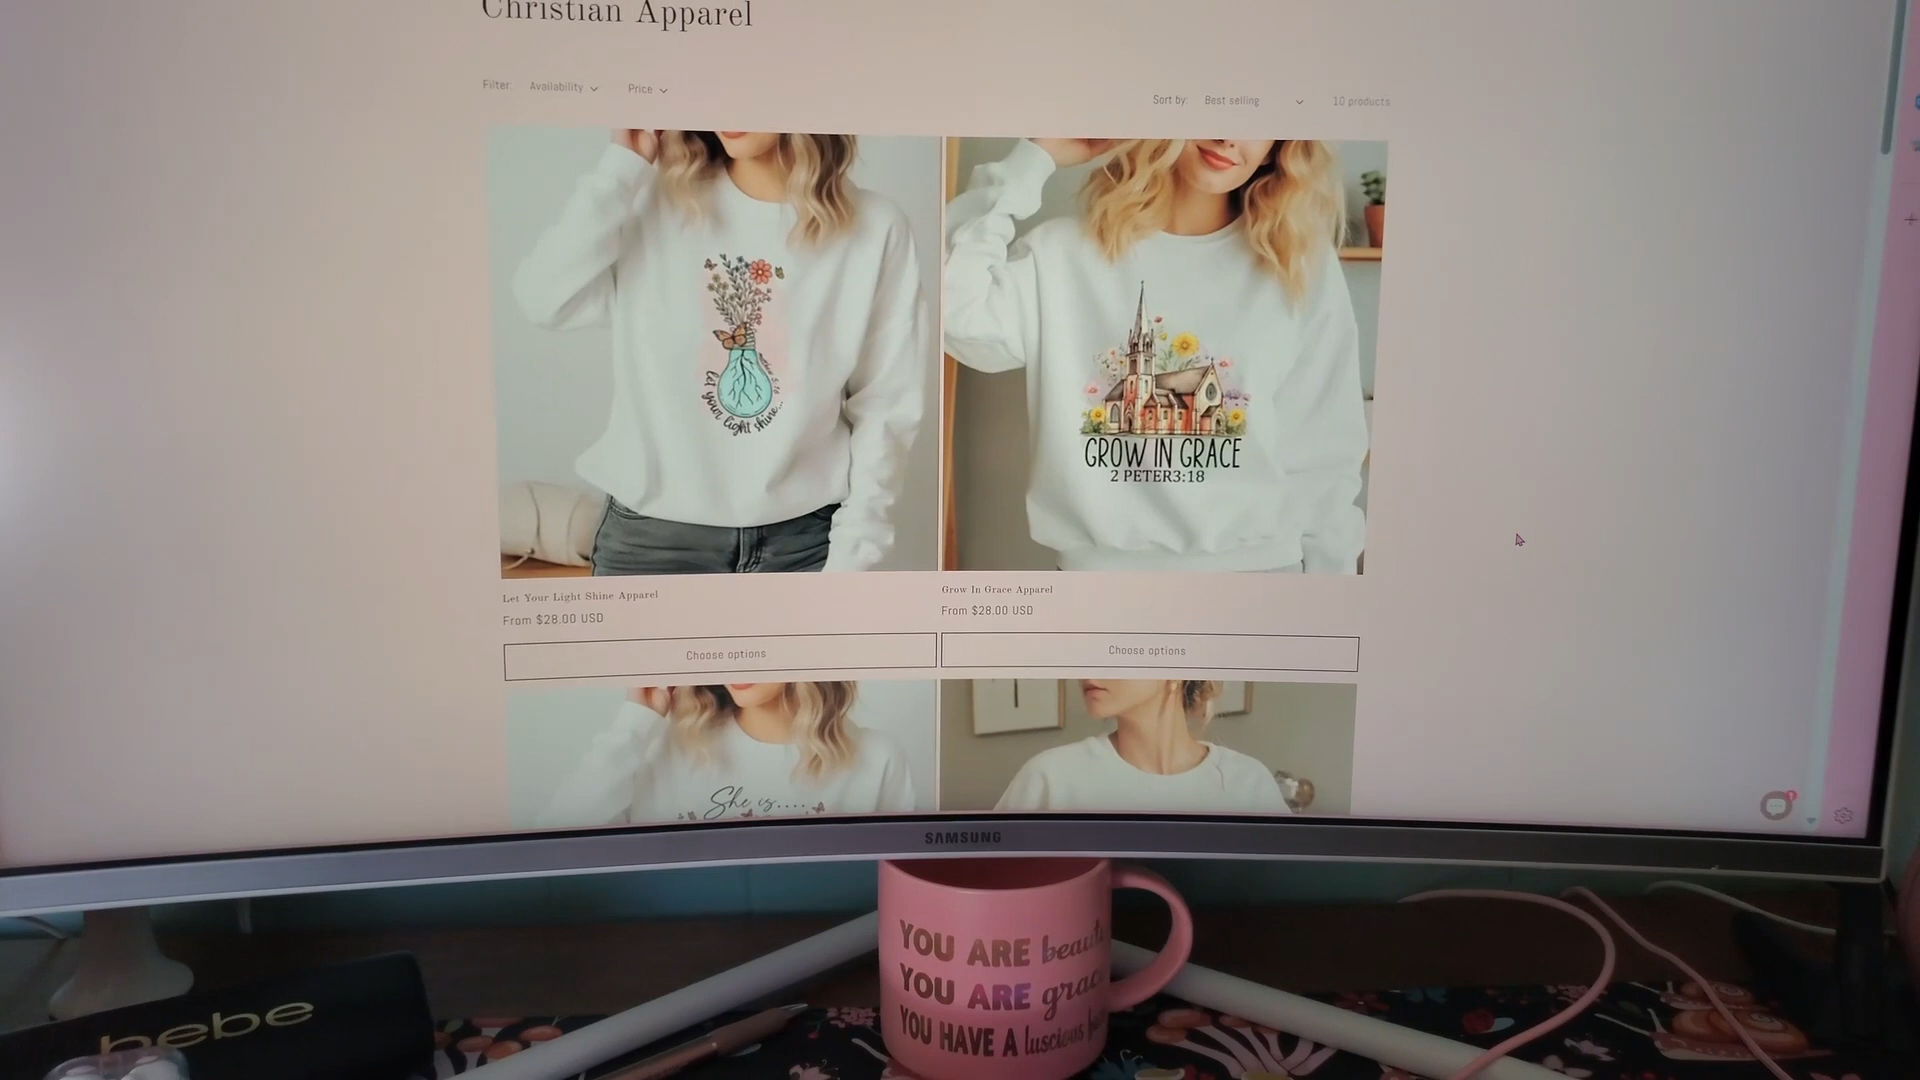 Christian Apparel
Filter: Availability Price
Sort by: Best selling 10 products
let your light shine...
GROW IN GRACE
2 PETER3:18
Let Your Light Shine Apparel
From $28.00 USD
Choose options
Grow In Grace Apparel
From $28.00 USD
Choose options
She is....
SAMSUNG
YOU ARE
YOU ARE
YOU HAVE A luscious
bebe